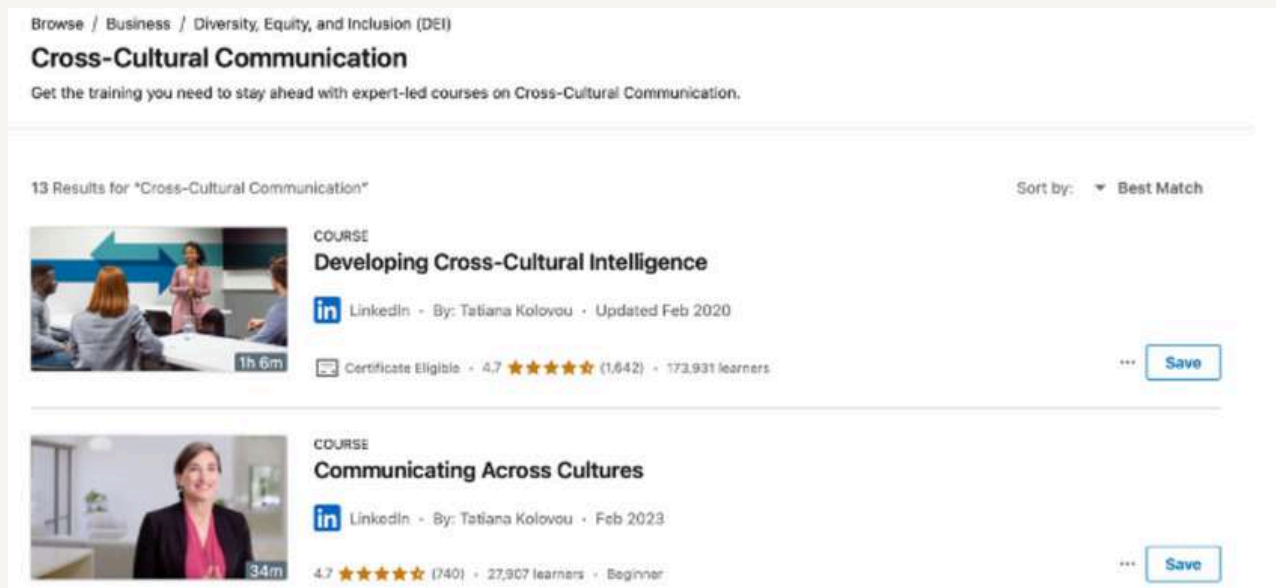 Browse / Business / Diversity, Equity, and Inclusion (DEI)
Cross-Cultural Communication
Get the training you need to stay ahead with expert-led courses on Cross-Cultural Communication.
13 Results for "Cross-Cultural Communication"
Sort by: Best Match
COURSE
Developing Cross-Cultural Intelligence
in LinkedIn · By: Tatiana Kolovou · Updated Feb 2020
1h 6m
Certificate Eligible · 4.7 (1,642) · 173,931 learners
··· Save
COURSE
Communicating Across Cultures
in LinkedIn · By: Tatiana Kolovou · Feb 2023
34m
4.7 (740) · 27,907 learners · Beginner
··· Save